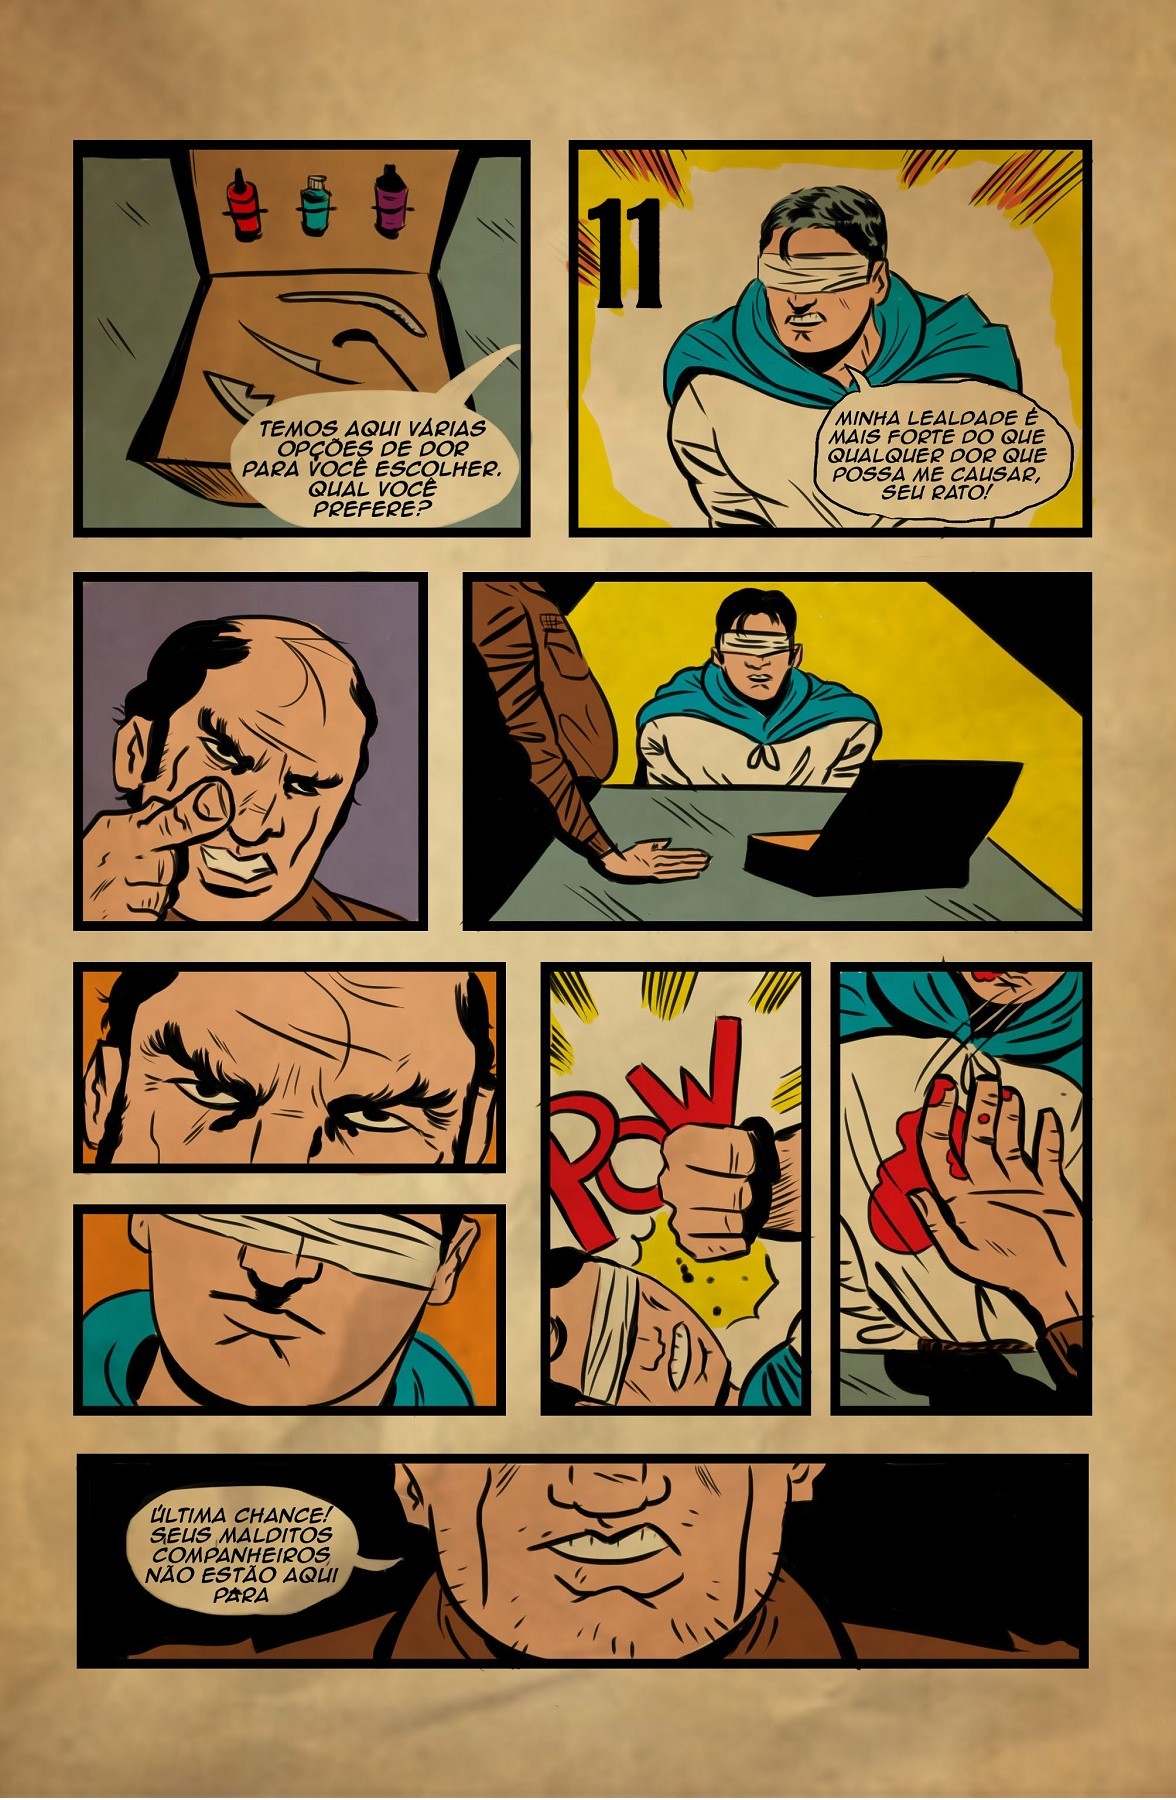 TEMOS AQUI VÁRIAS
OPÇÕES DE DOR
PARA VOCÊ ESCOLHER.
QUAL VOCÊ
PREFERE?
11
MINHA LEALDADE É
MAIS FORTE DO QUE
QUALQUER DOR QUE
POSSA ME CAUSAR,
SEU RATO!
POW
ÚLTIMA CHANCE!
SEUS MALDITOS
COMPANHEIROS
NÃO ESTÃO AQUI
PARA